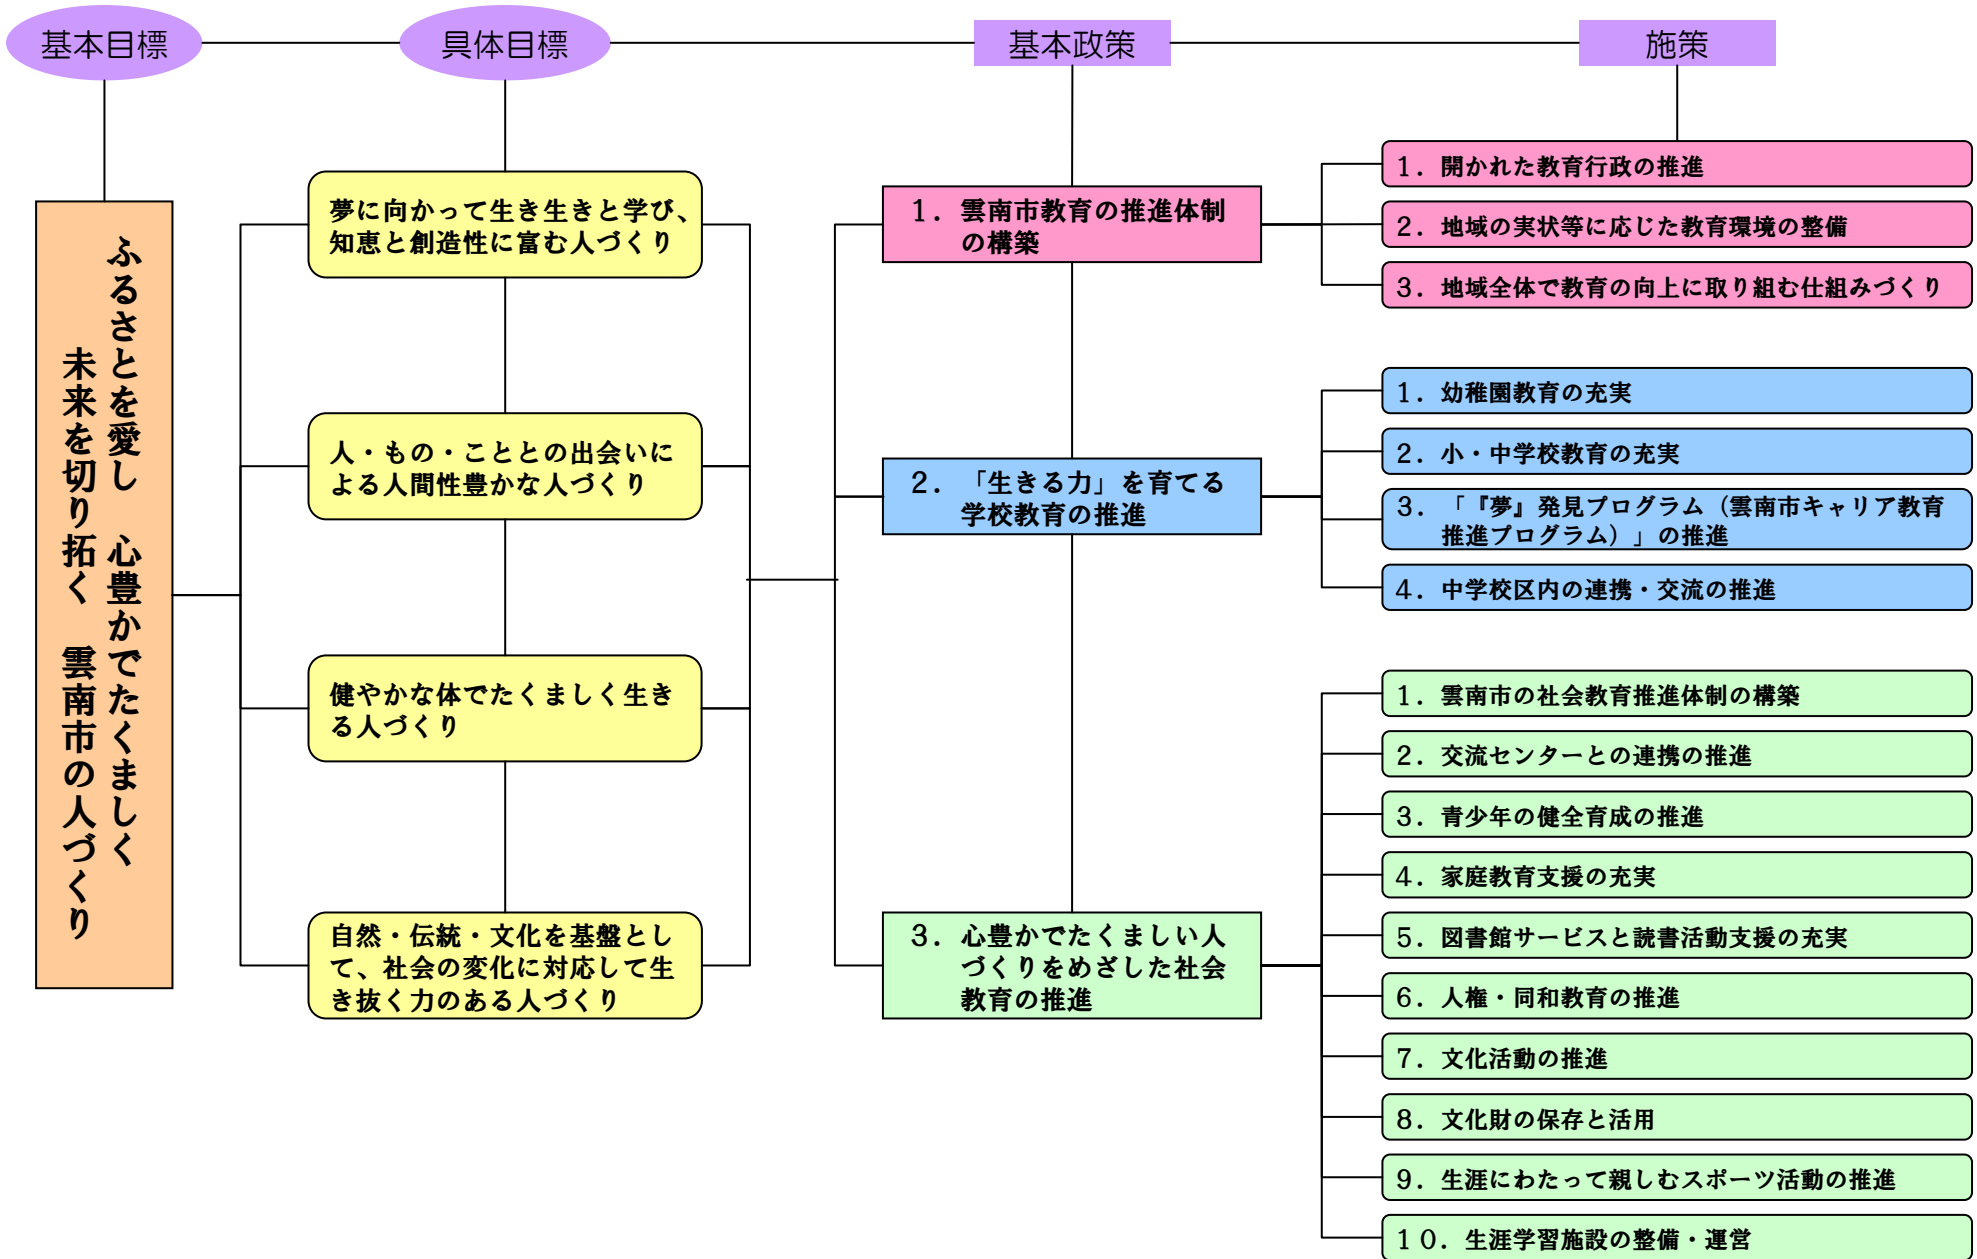 基本目標
具体目標
基本政策
施策
ふるさとを愛し　心豊かでたくましく
未来を切り拓く　雲南市の人づくり
夢に向かって生き生きと学び、
知恵と創造性に富む人づくり
人・もの・こととの出会いに
よる人間性豊かな人づくり
健やかな体でたくましく生き
る人づくり
自然・伝統・文化を基盤とし
て、社会の変化に対応して生
き抜く力のある人づくり
１．雲南市教育の推進体制
の構築
２．「生きる力」を育てる
学校教育の推進
３．心豊かでたくましい人
づくりをめざした社会
教育の推進
１．開かれた教育行政の推進
２．地域の実状等に応じた教育環境の整備
３．地域全体で教育の向上に取り組む仕組みづくり
１．幼稚園教育の充実
２．小・中学校教育の充実
３．「『夢』発見プログラム（雲南市キャリア教育
推進プログラム）」の推進
４．中学校区内の連携・交流の推進
１．雲南市の社会教育推進体制の構築
２．交流センターとの連携の推進
３．青少年の健全育成の推進
４．家庭教育支援の充実
５．図書館サービスと読書活動支援の充実
６．人権・同和教育の推進
７．文化活動の推進
８．文化財の保存と活用
９．生涯にわたって親しむスポーツ活動の推進
１０．生涯学習施設の整備・運営